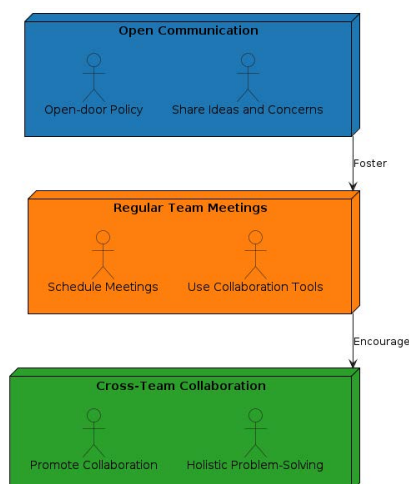 Open Communication
Open-door Policy
Share Ideas and Concerns
Foster
Regular Team Meetings
Schedule Meetings
Use Collaboration Tools
Encourage
Cross-Team Collaboration
Promote Collaboration
Holistic Problem-Solving